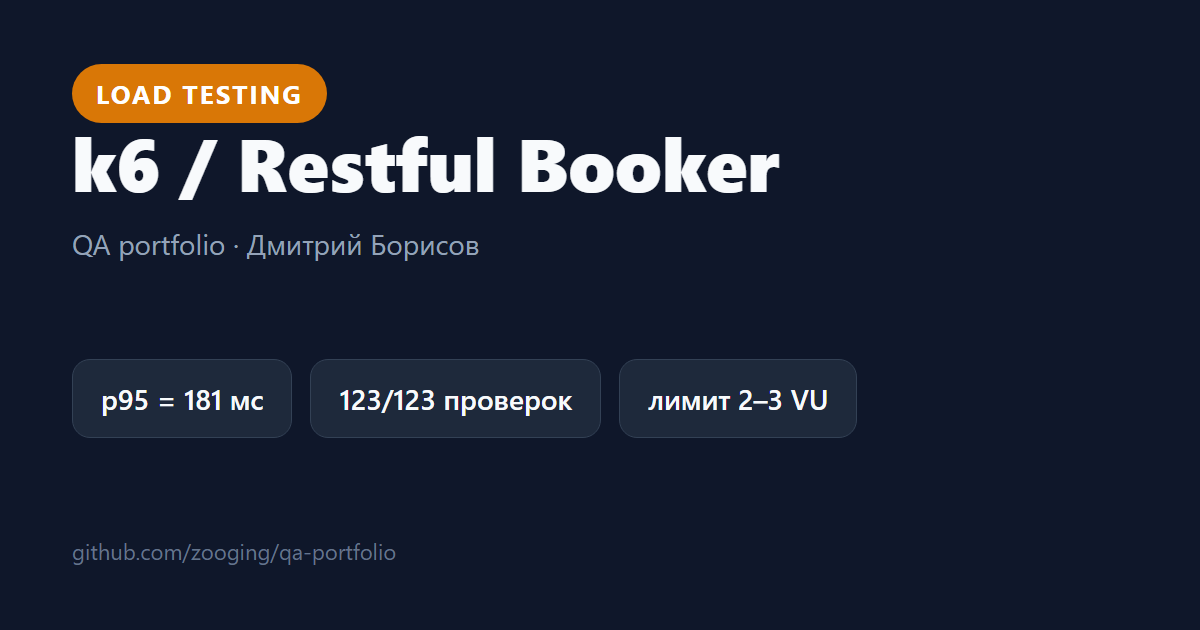 LOAD TESTING
k6 / Restful Booker
QA portfolio · Дмитрий Борисов
p95 = 181 мс
123/123 проверок
лимит 2–3 VU
github.com/zooging/qa-portfolio